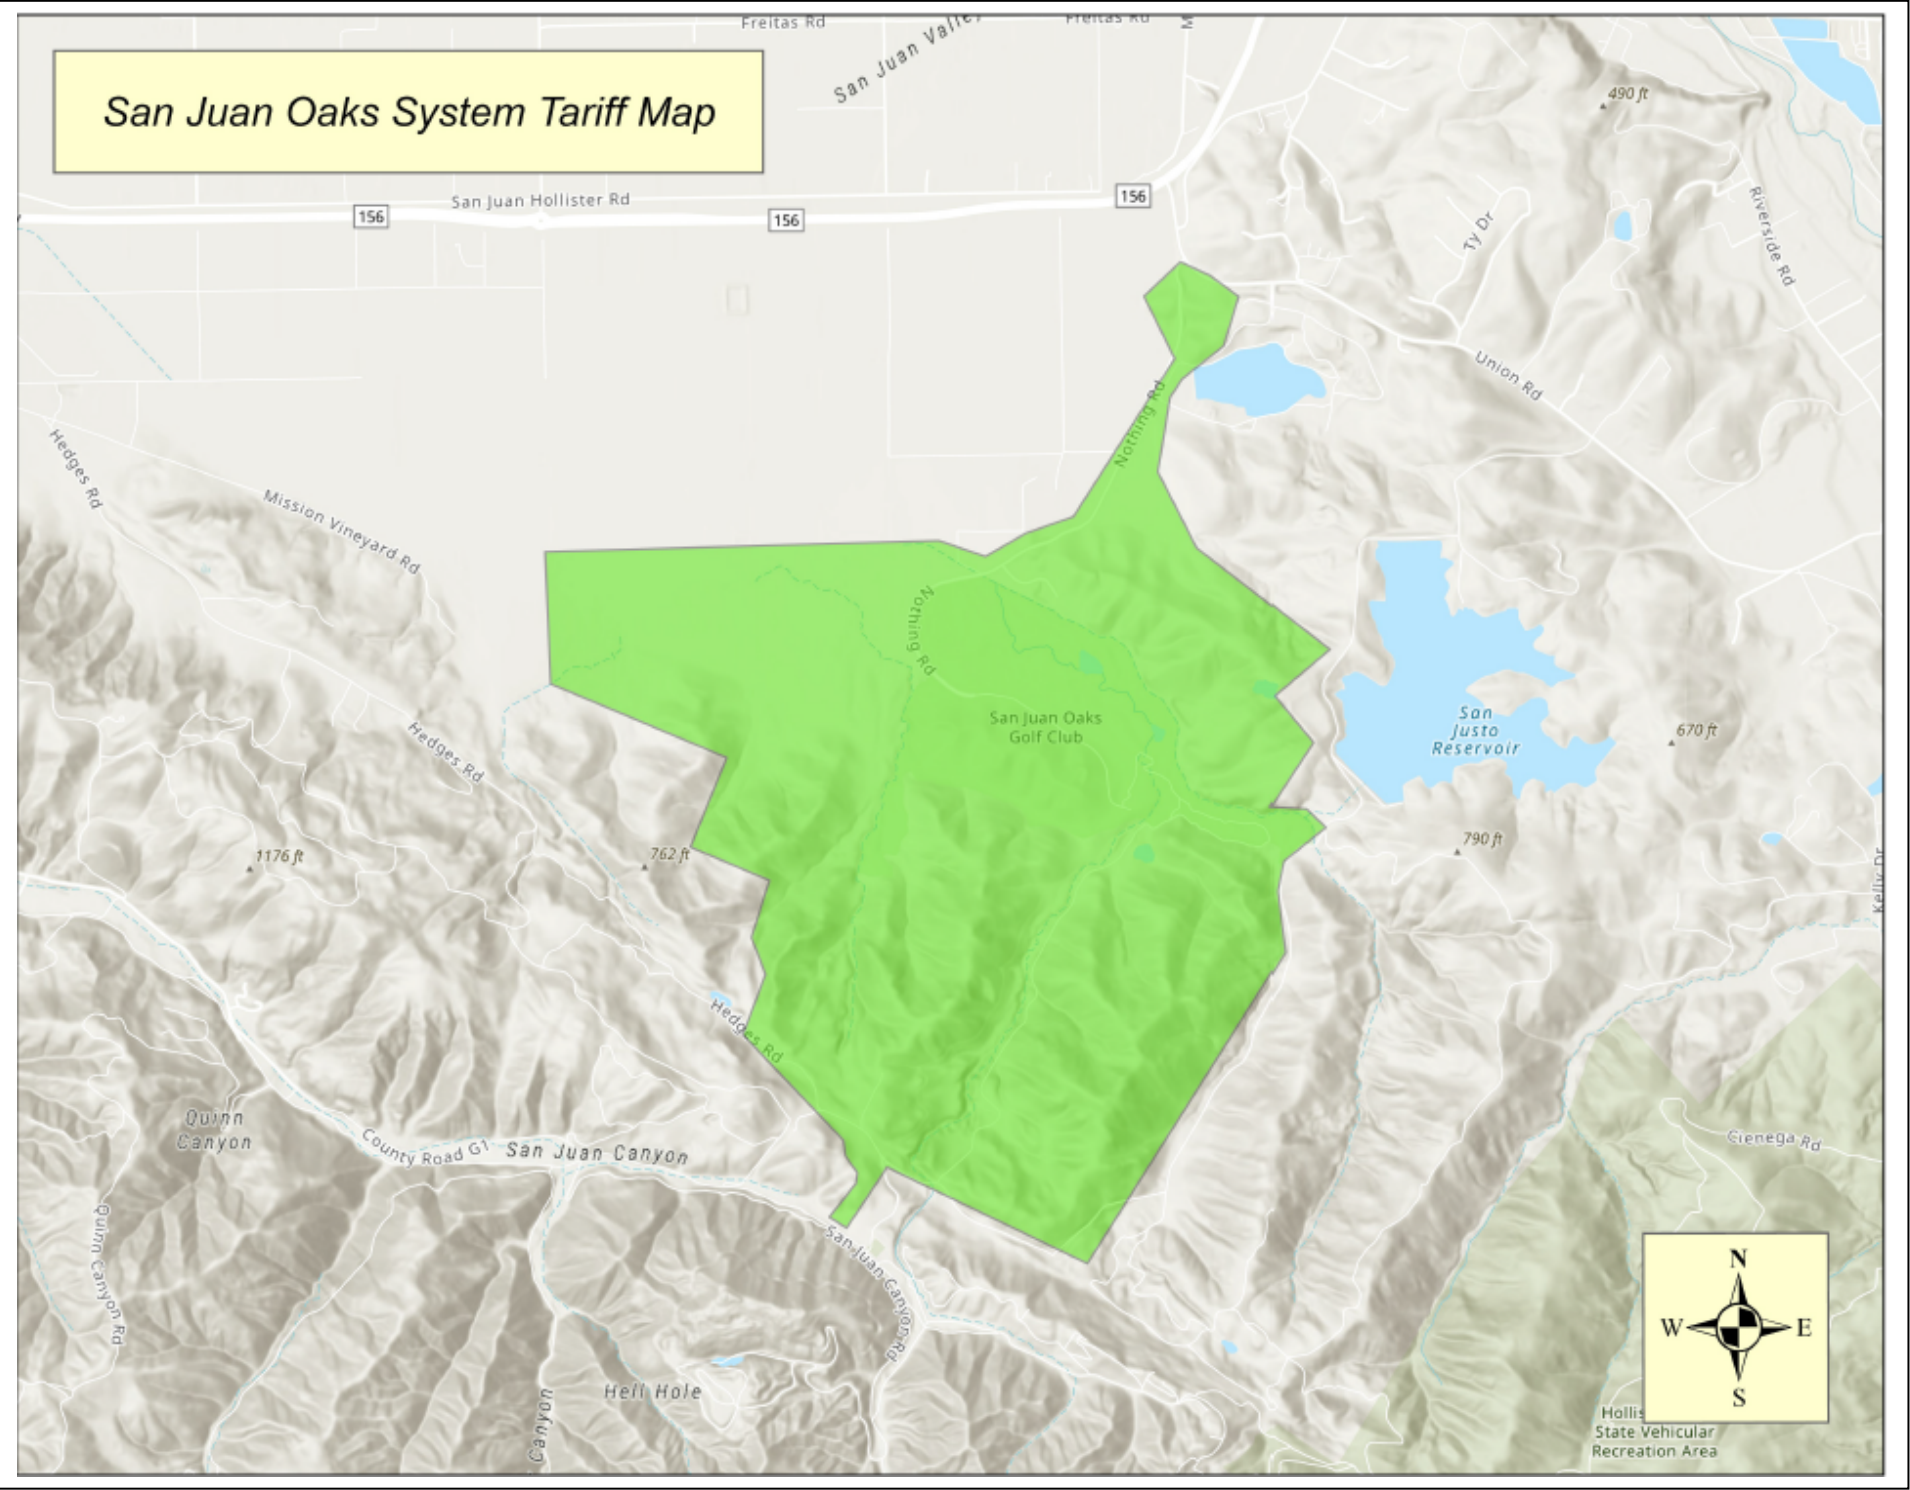 Freitas Rd
San Juan Valley
Freitas Rd
M
San Juan Oaks System Tariff Map
490 ft
156
San Juan Hollister Rd
156
156
Riverside Rd
Ty Dr
Union Rd
Nothing Rd
Hedges Rd
Mission Vineyard Rd
Nothing Rd
San Juan Oaks
Golf Club
San
Justo
Reservoir
670 ft
Hedges Rd
790 ft
762 ft
1176 ft
Kelly Dr
Hedges Rd
Quinn
Canyon
County Road G1
San Juan Canyon
Cienega Rd
Quinn Canyon Rd
San Juan Canyon Rd
N
W
E
S
Hell Hole
Canyon
Hollis
State Vehicular
Recreation Area